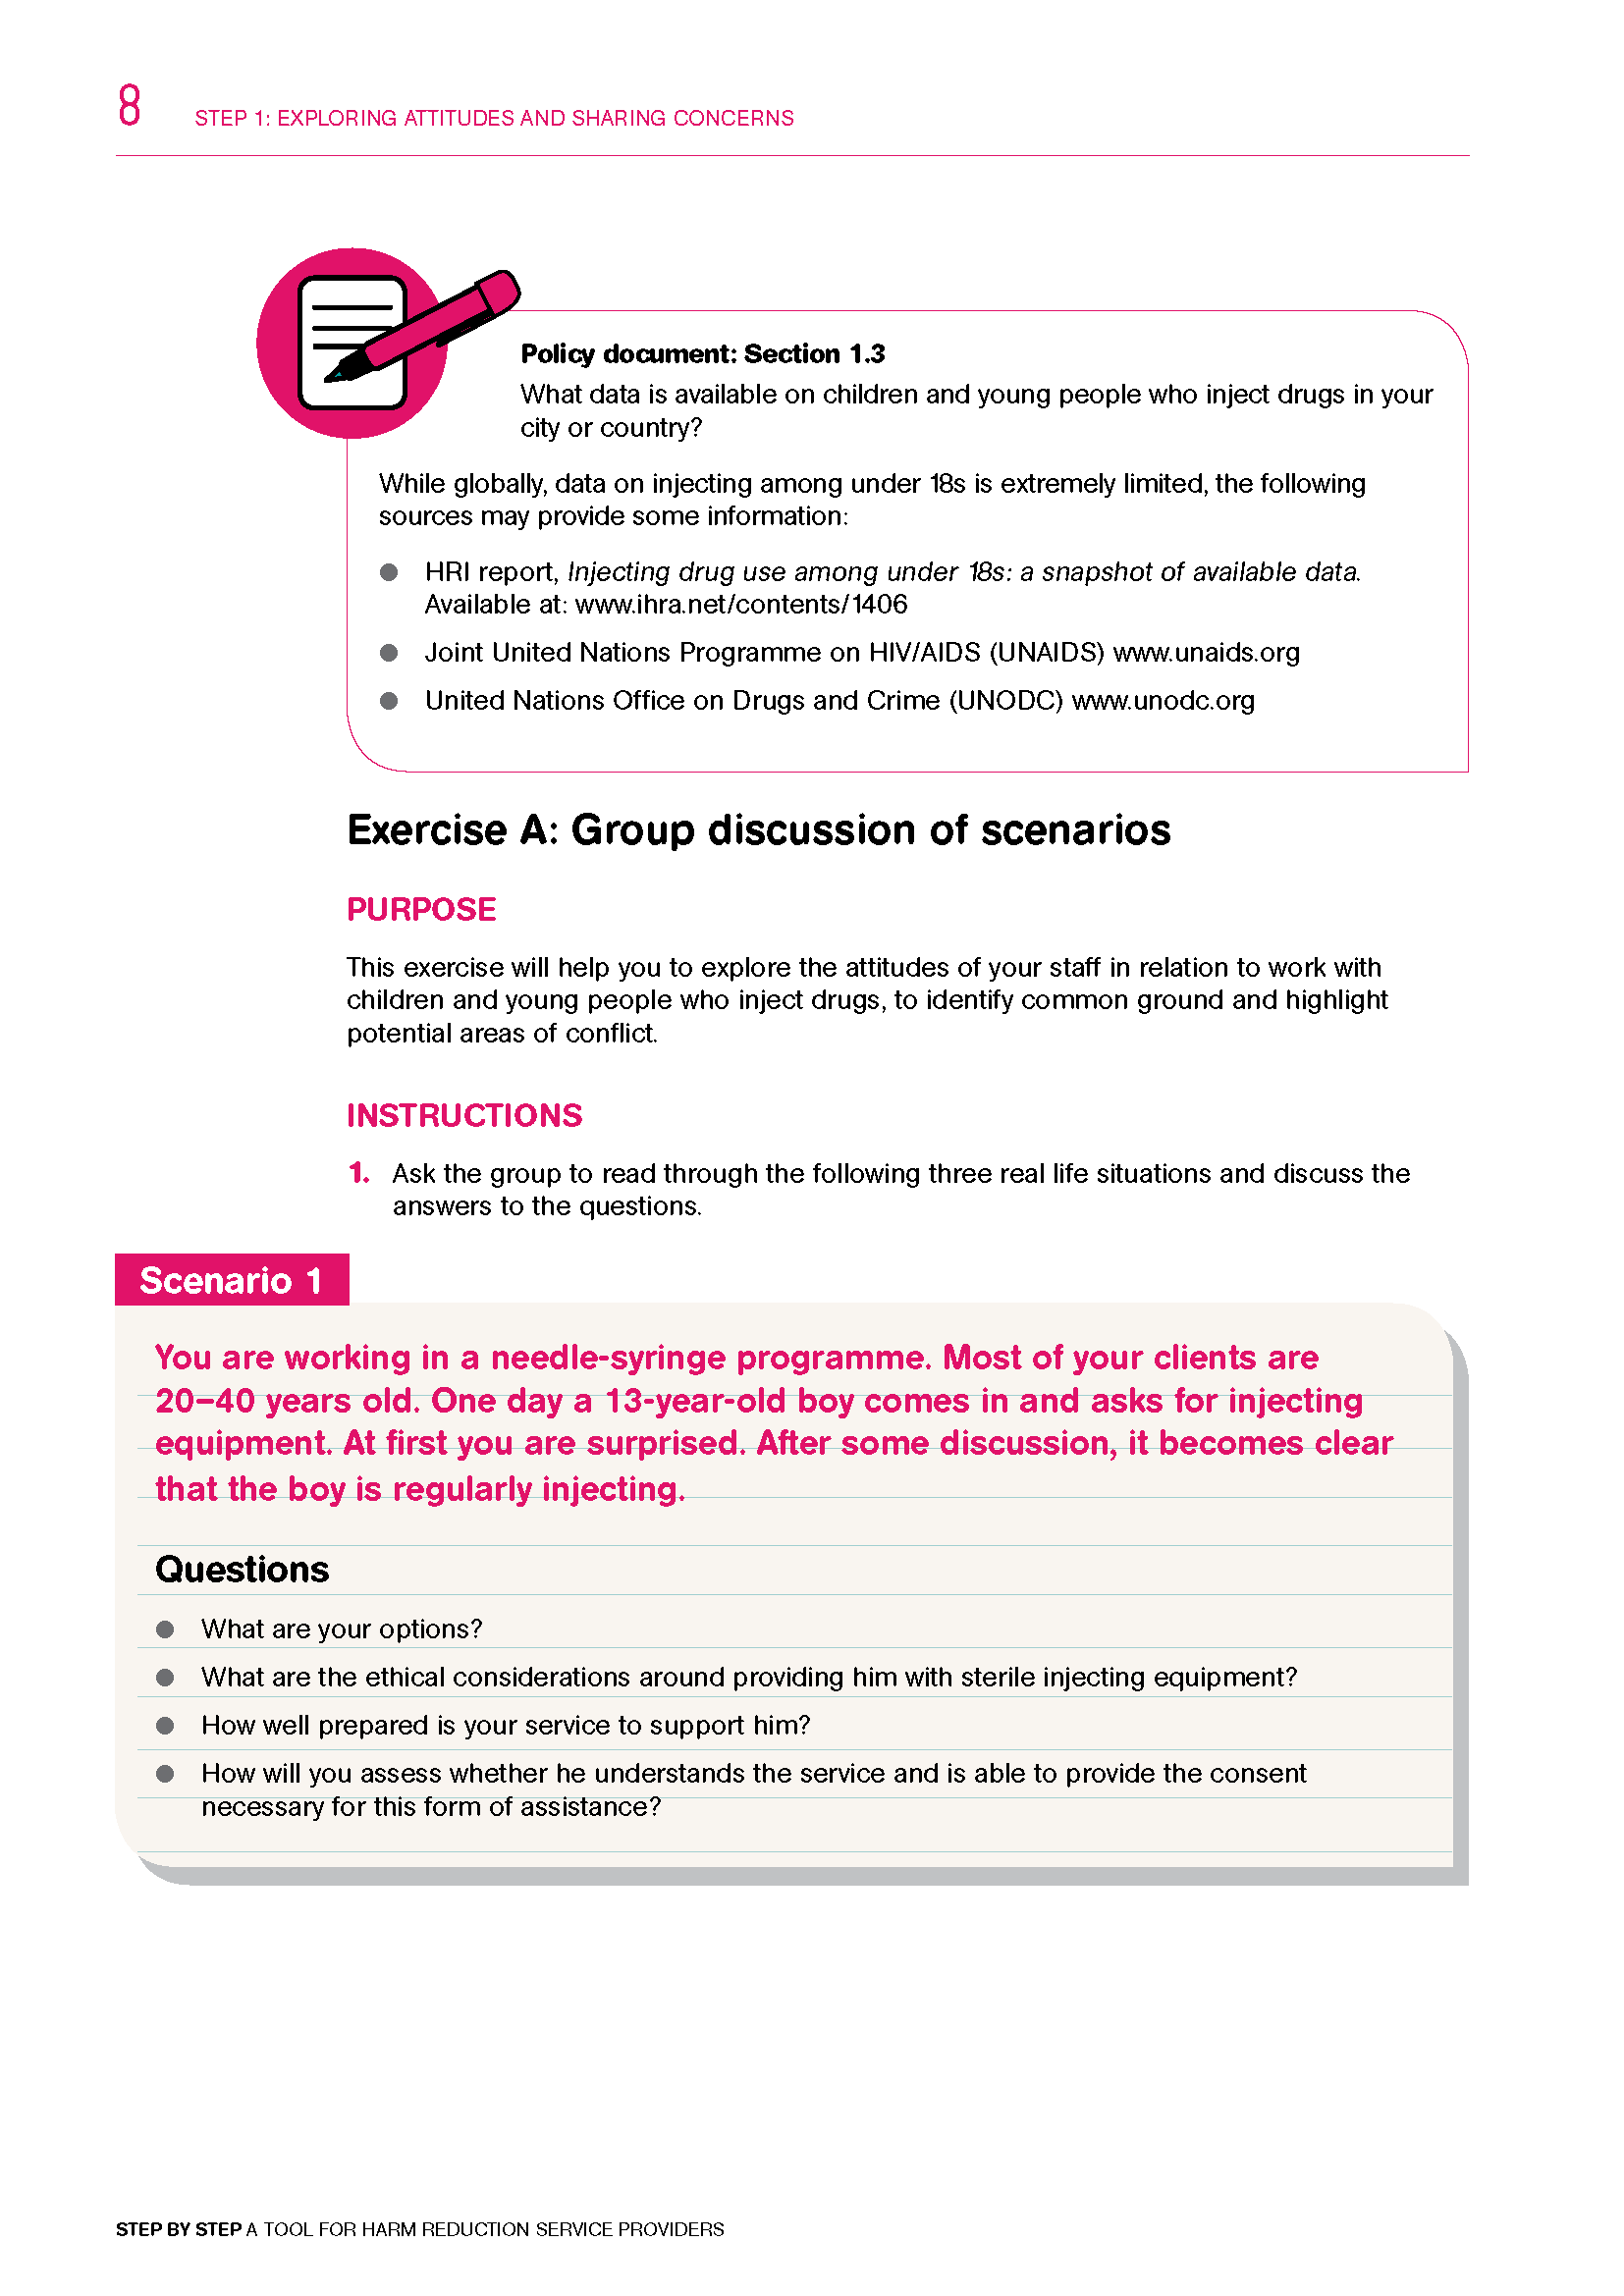 8
STEP 1: EXPLORING ATTITUDES AND SHARING CONCERNS
Policy document: Section 1.3
What data is available on children and young people who inject drugs in your
city or country?
While globally, data on injecting among under 18s is extremely limited, the following
sources may provide some information:
● HRI report, Injecting drug use among under 18s: a snapshot of available data.
Available at: www.ihra.net/contents/1406
● Joint United Nations Programme on HIV/AIDS (UNAIDS) www.unaids.org
● United Nations Office on Drugs and Crime (UNODC) www.unodc.org
Exercise A: Group discussion of scenarios
PURPOSE
This exercise will help you to explore the attitudes of your staff in relation to work with
children and young people who inject drugs, to identify common ground and highlight
potential areas of conflict.
INSTRUCTIONS
1. Ask the group to read through the following three real life situations and discuss the
answers to the questions.
Scenario 1
You are working in a needle-syringe programme. Most of your clients are
20–40 years old. One day a 13-year-old boy comes in and asks for injecting
equipment. At first you are surprised. After some discussion, it becomes clear
that the boy is regularly injecting.
Questions
● What are your options?
● What are the ethical considerations around providing him with sterile injecting equipment?
● How well prepared is your service to support him?
● How will you assess whether he understands the service and is able to provide the consent
necessary for this form of assistance?
STEP BY STEP A TOOL FOR HARM REDUCTION SERVICE PROVIDERS